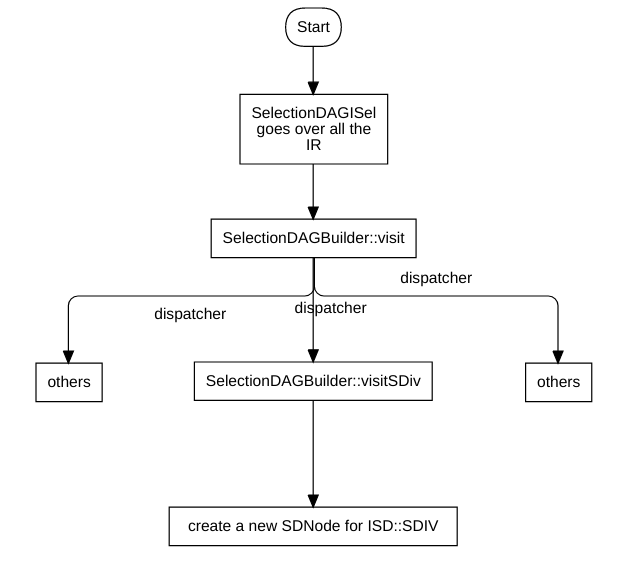 Start
SelectionDAGISel
goes over all the
IR
SelectionDAGBuilder::visit
dispatcher
dispatcher
dispatcher
others
SelectionDAGBuilder::visitSDiv
others
create a new SDNode for ISD::SDIV